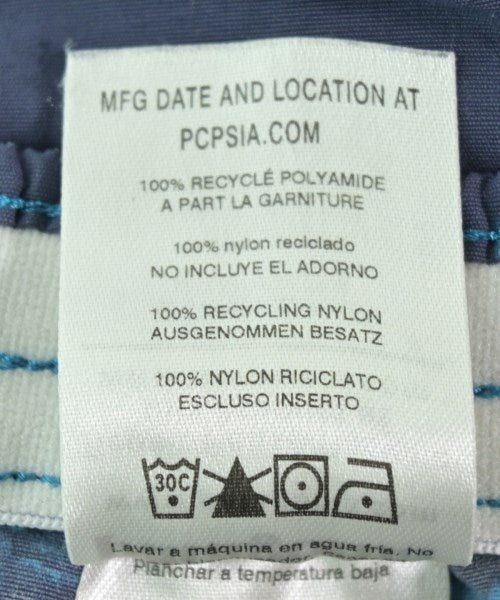 MFG DATE AND LOCATION AT
PCPSIA.COM
100% RECYCLÉ POLYAMIDE
A PART LA GARNITURE
100% nylon reciclado
NO INCLUYE EL ADORNO
100% RECYCLING NYLON
AUSGENOMMEN BESATZ
100% NYLON RICICLATO
ESCLUSO INSERTO
30C
Lavar a máquina en agua fría. No
Planchar a temperatura baja